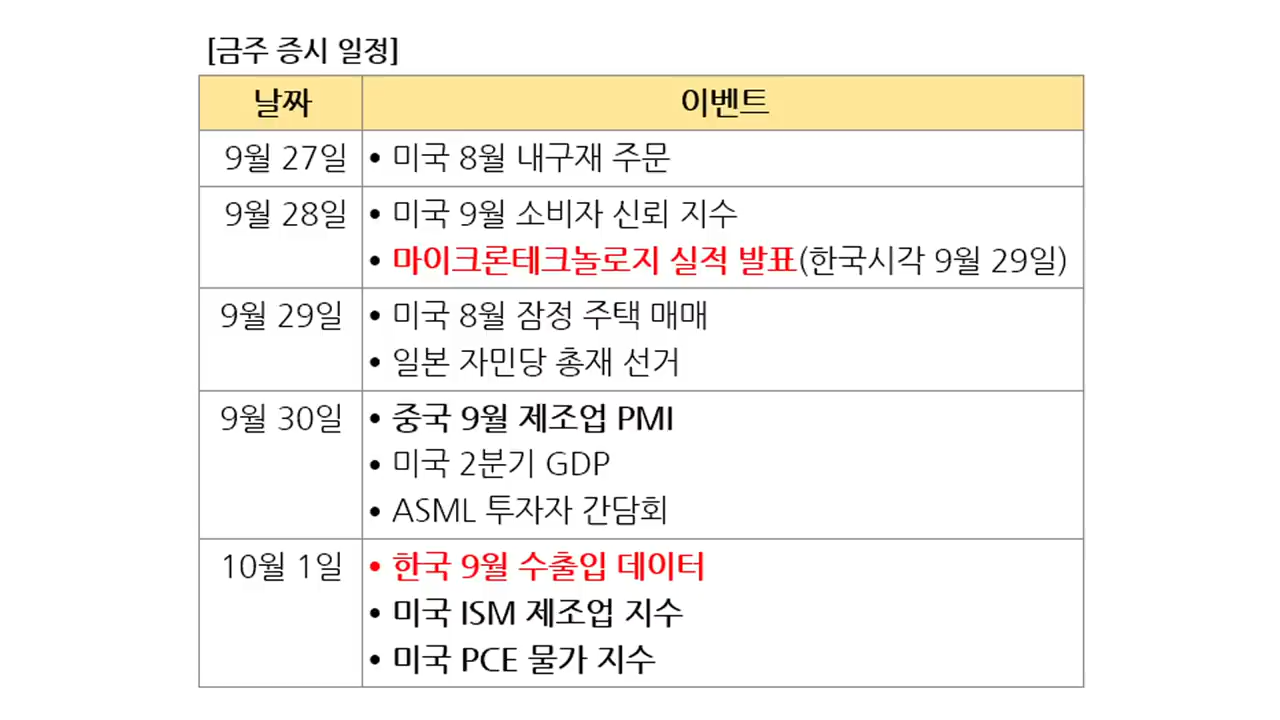 [금주 증시 일정]
날짜 이벤트
9월 27일 • 미국 8월 내구재 주문
9월 28일 • 미국 9월 소비자 신뢰 지수
• 마이크론테크놀로지 실적 발표(한국시각 9월 29일)
9월 29일 • 미국 8월 잠정 주택 매매
• 일본 자민당 총재 선거
9월 30일 • 중국 9월 제조업 PMI
• 미국 2분기 GDP
• ASML 투자자 간담회
10월 1일 • 한국 9월 수출입 데이터
• 미국 ISM 제조업 지수
• 미국 PCE 물가 지수